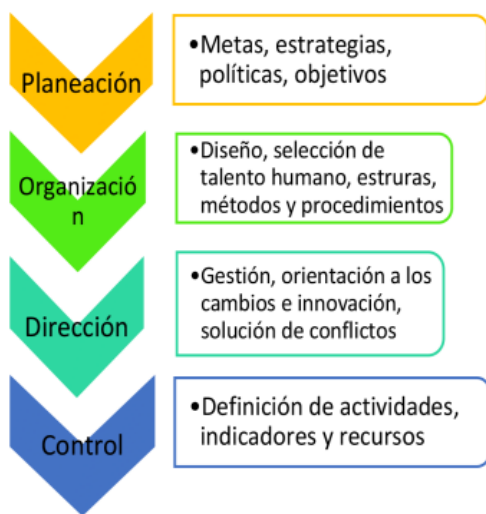 Planeación
•Metas, estrategias,
políticas, objetivos
Organizació
n
•Diseño, selección de
talento humano, estruras,
métodos y procedimientos
Dirección
•Gestión, orientación a los
cambios e innovación,
solución de conflictos
Control
•Definición de actividades,
indicadores y recursos